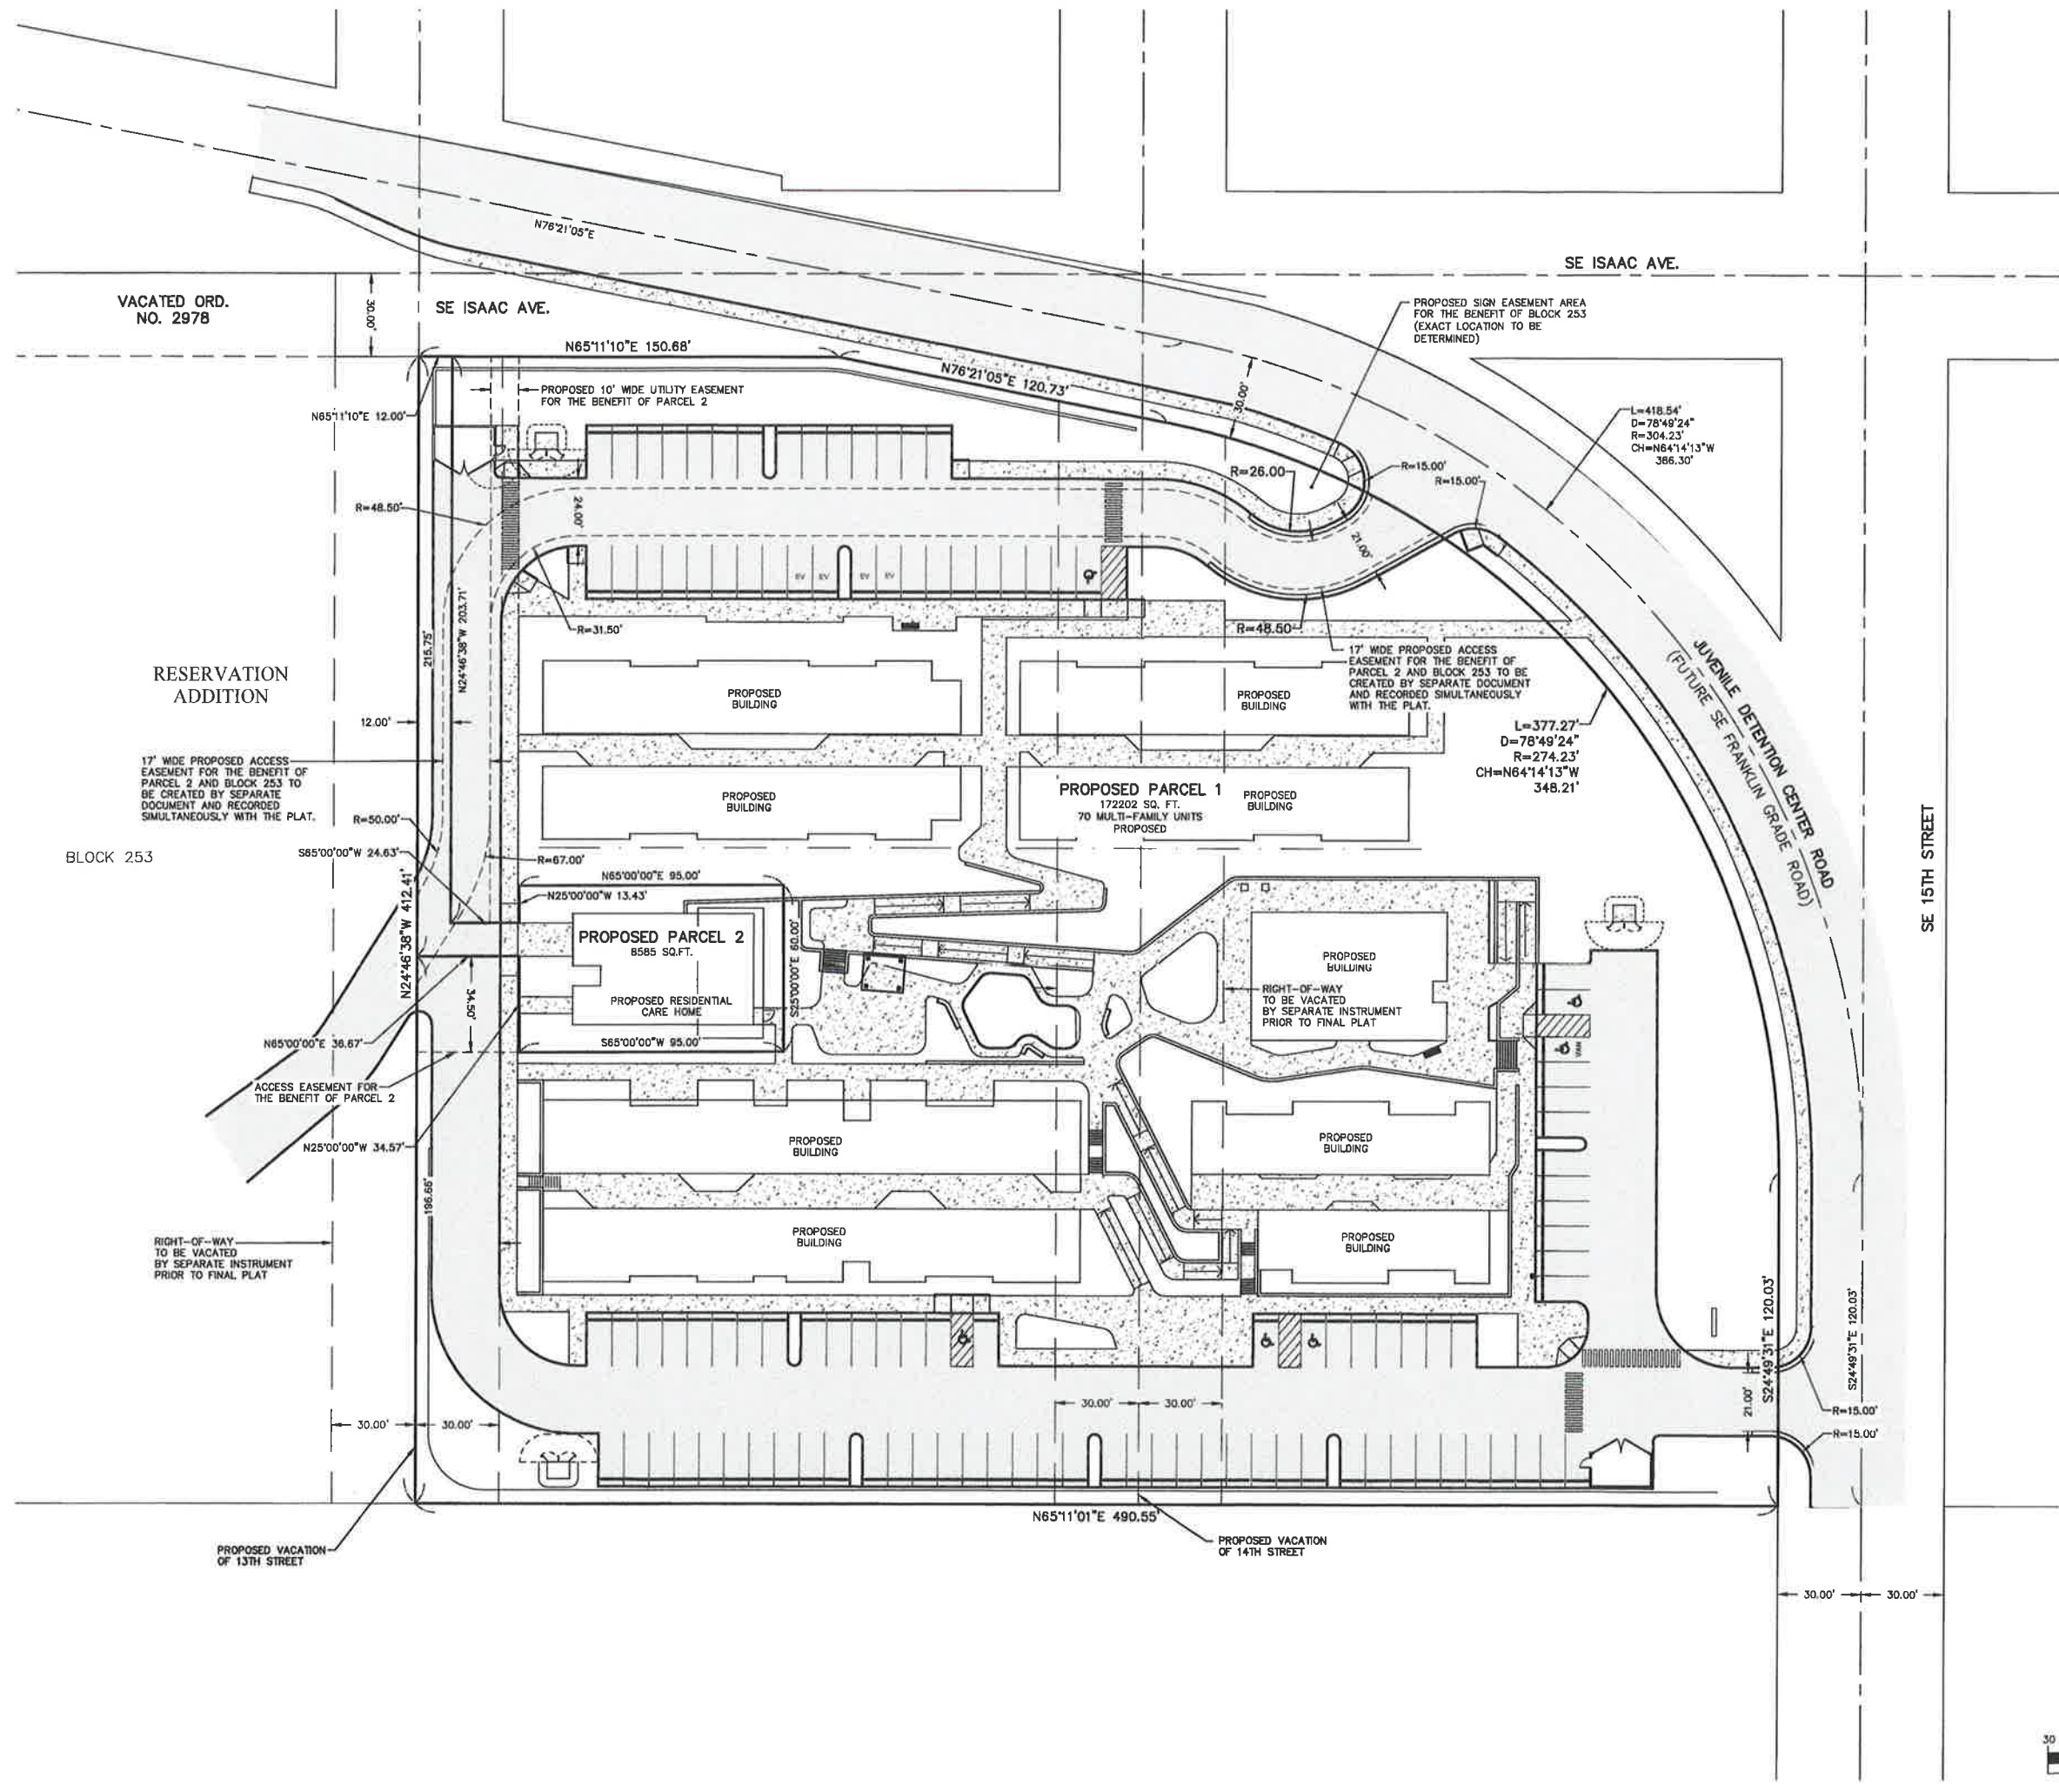 N76°21'05"E
SE ISAAC AVE.
VACATED ORD.
NO. 2978
30.00'
SE ISAAC AVE.
PROPOSED SIGN EASEMENT AREA
FOR THE BENEFIT OF BLOCK 253
(EXACT LOCATION TO BE
DETERMINED)
N65°11'10"E 150.68'
N76°21'05"E 120.73'
30.00'
PROPOSED 10' WIDE UTILITY EASEMENT
FOR THE BENEFIT OF PARCEL 2
N65°11'10"E 12.00'
L=418.54'
D=78°49'24"
R=304.23'
CH=N64°14'13"W
366.30'
R=26.00
R=15.00'
R=15.00'
R=48.50'
24.00'
21.00'
EV
EV
EV
EV
R=31.50'
R=48.50'
215.75'
N24°46'38"W 203.71'
17' WIDE PROPOSED ACCESS
EASEMENT FOR THE BENEFIT OF
PARCEL 2 AND BLOCK 253 TO BE
CREATED BY SEPARATE DOCUMENT
AND RECORDED SIMULTANEOUSLY
WITH THE PLAT.
JUVENILE DETENTION CENTER ROAD
(FUTURE SE FRANKLIN GRADE ROAD)
RESERVATION
ADDITION
PROPOSED
BUILDING
PROPOSED
BUILDING
12.00'
L=377.27'
D=78°49'24"
R=274.23'
CH=N64°14'13"W
348.21'
17' WIDE PROPOSED ACCESS
EASEMENT FOR THE BENEFIT OF
PARCEL 2 AND BLOCK 253 TO
BE CREATED BY SEPARATE
DOCUMENT AND RECORDED
SIMULTANEOUSLY WITH THE PLAT.
PROPOSED
BUILDING
PROPOSED PARCEL 1
172202 SQ. FT.
70 MULTI-FAMILY UNITS
PROPOSED
PROPOSED
BUILDING
R=50.00'
BLOCK 253
S65°00'00"W 24.63'
R=67.00'
N65°00'00"E 95.00'
N25°00'00"W 13.43'
SE 15TH STREET
N24°46'38"W 412.41'
PROPOSED PARCEL 2
8585 SQ.FT.
S25°00'00"E 60.00'
PROPOSED RESIDENTIAL
CARE HOME
34.50'
PROPOSED
BUILDING
RIGHT-OF-WAY
TO BE VACATED
BY SEPARATE INSTRUMENT
PRIOR TO FINAL PLAT
VAN
N65°00'00"E 36.67'
S65°00'00"W 95.00'
ACCESS EASEMENT FOR
THE BENEFIT OF PARCEL 2
N25°00'00"W 34.57'
PROPOSED
BUILDING
PROPOSED
BUILDING
196.66'
RIGHT-OF-WAY
TO BE VACATED
BY SEPARATE INSTRUMENT
PRIOR TO FINAL PLAT
PROPOSED
BUILDING
PROPOSED
BUILDING
S24°49'31"E 120.03'
S24°49'31"E 120.03'
21.00'
R=15.00'
R=15.00'
30.00'
30.00'
30.00'
30.00'
N65°11'01"E 490.55'
PROPOSED VACATION
OF 13TH STREET
PROPOSED VACATION
OF 14TH STREET
30.00'
30.00'
30